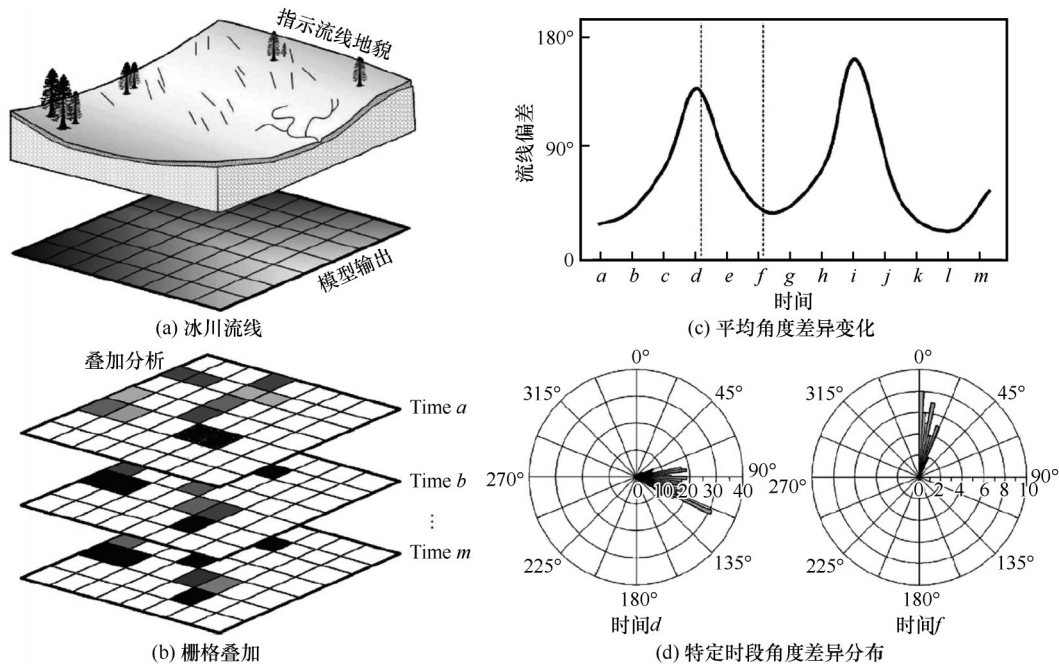 指示流线地貌
模型输出
(a) 冰川流线
180°
90°
0
流线偏差
a b c d e f g h i j k l m
时间
(c) 平均角度差异变化
叠加分析
Time a
Time b
⋮
Time m
(b) 栅格叠加
0°
45°
90°
135°
180°
225°
270°
315°
0 10 20 30 40
时间d
0°
45°
90°
135°
180°
225°
270°
315°
0 2 4 6 8 10
时间f
(d) 特定时段角度差异分布